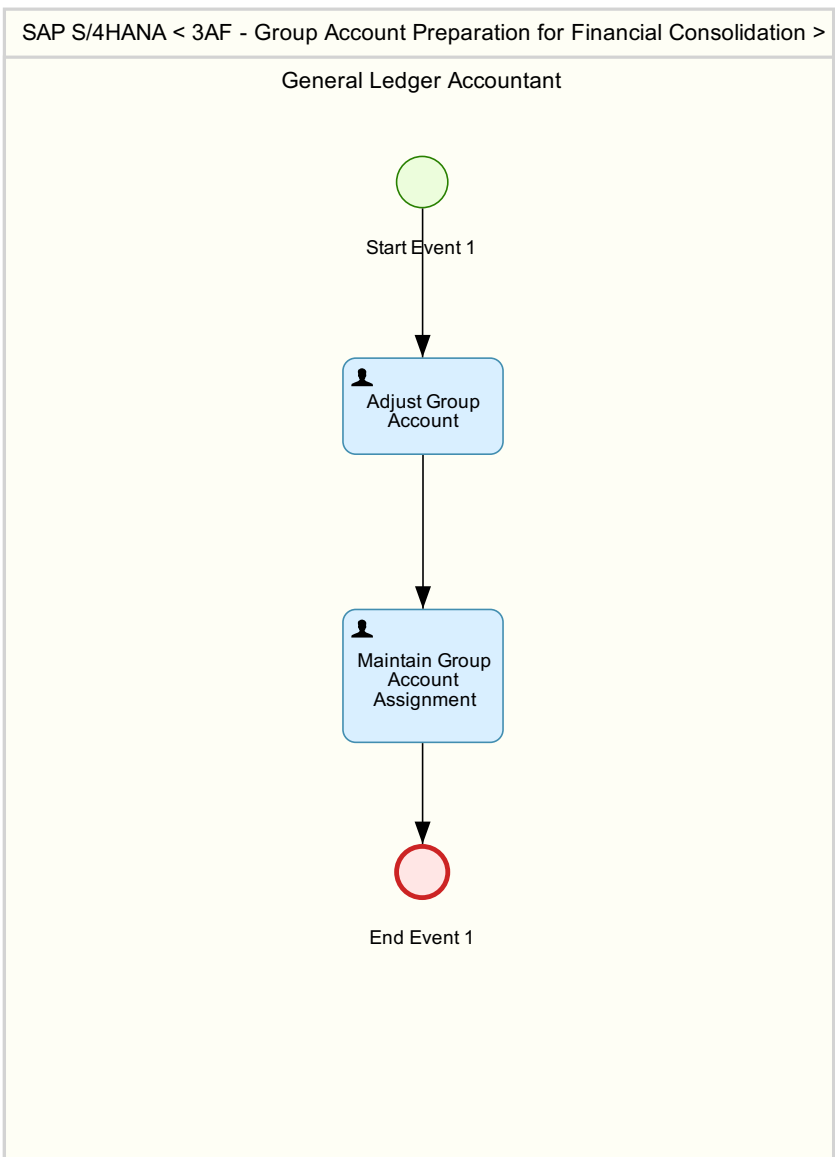 SAP S/4HANA < 3AF - Group Account Preparation for Financial Consolidation >
General Ledger Accountant
Start Event 1
Adjust Group
Account
Maintain Group
Account
Assignment
End Event 1